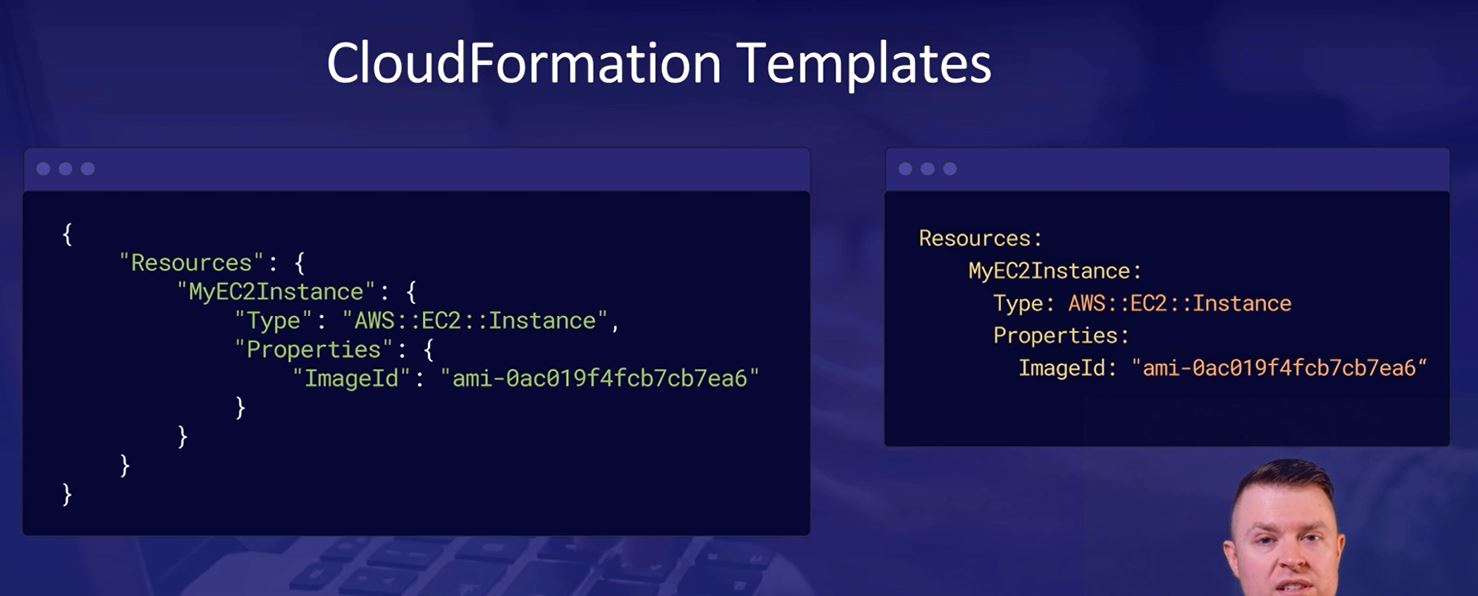 CloudFormation Templates
{
"Resources": {
"MyEC2Instance": {
"Type": "AWS::EC2::Instance",
"Properties": {
"ImageId": "ami-0ac019f4fcb7cb7ea6"
}
}
}
}
Resources:
MyEC2Instance:
Type: AWS::EC2::Instance
Properties:
ImageId: "ami-0ac019f4fcb7cb7ea6“